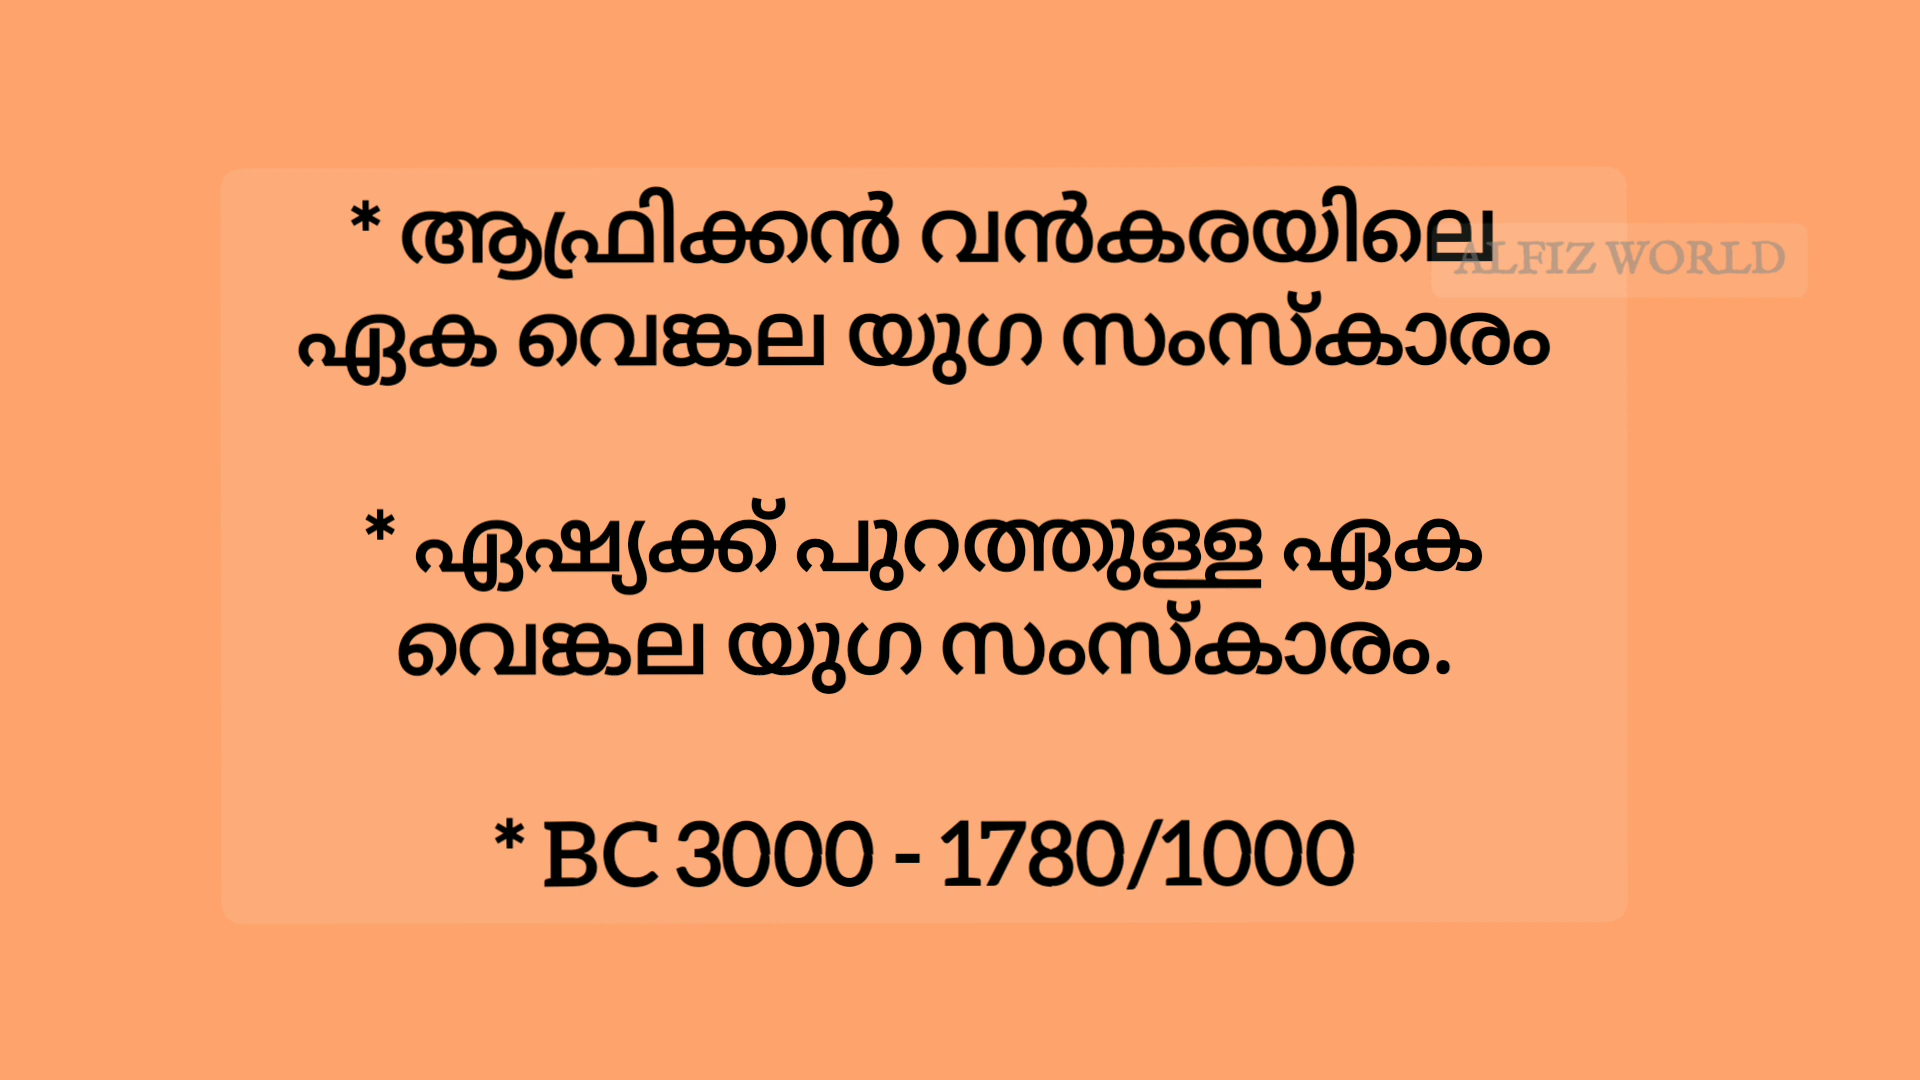 * ആഫ്രിക്കൻ വൻകരയിലെ
ALFIZ WORLD
ഏക വെങ്കല യുഗ സംസ്കാരം
* ഏഷ്യക്ക് പുറത്തുള്ള ഏക
വെങ്കല യുഗ സംസ്കാരം.
* BC 3000 - 1780/1000